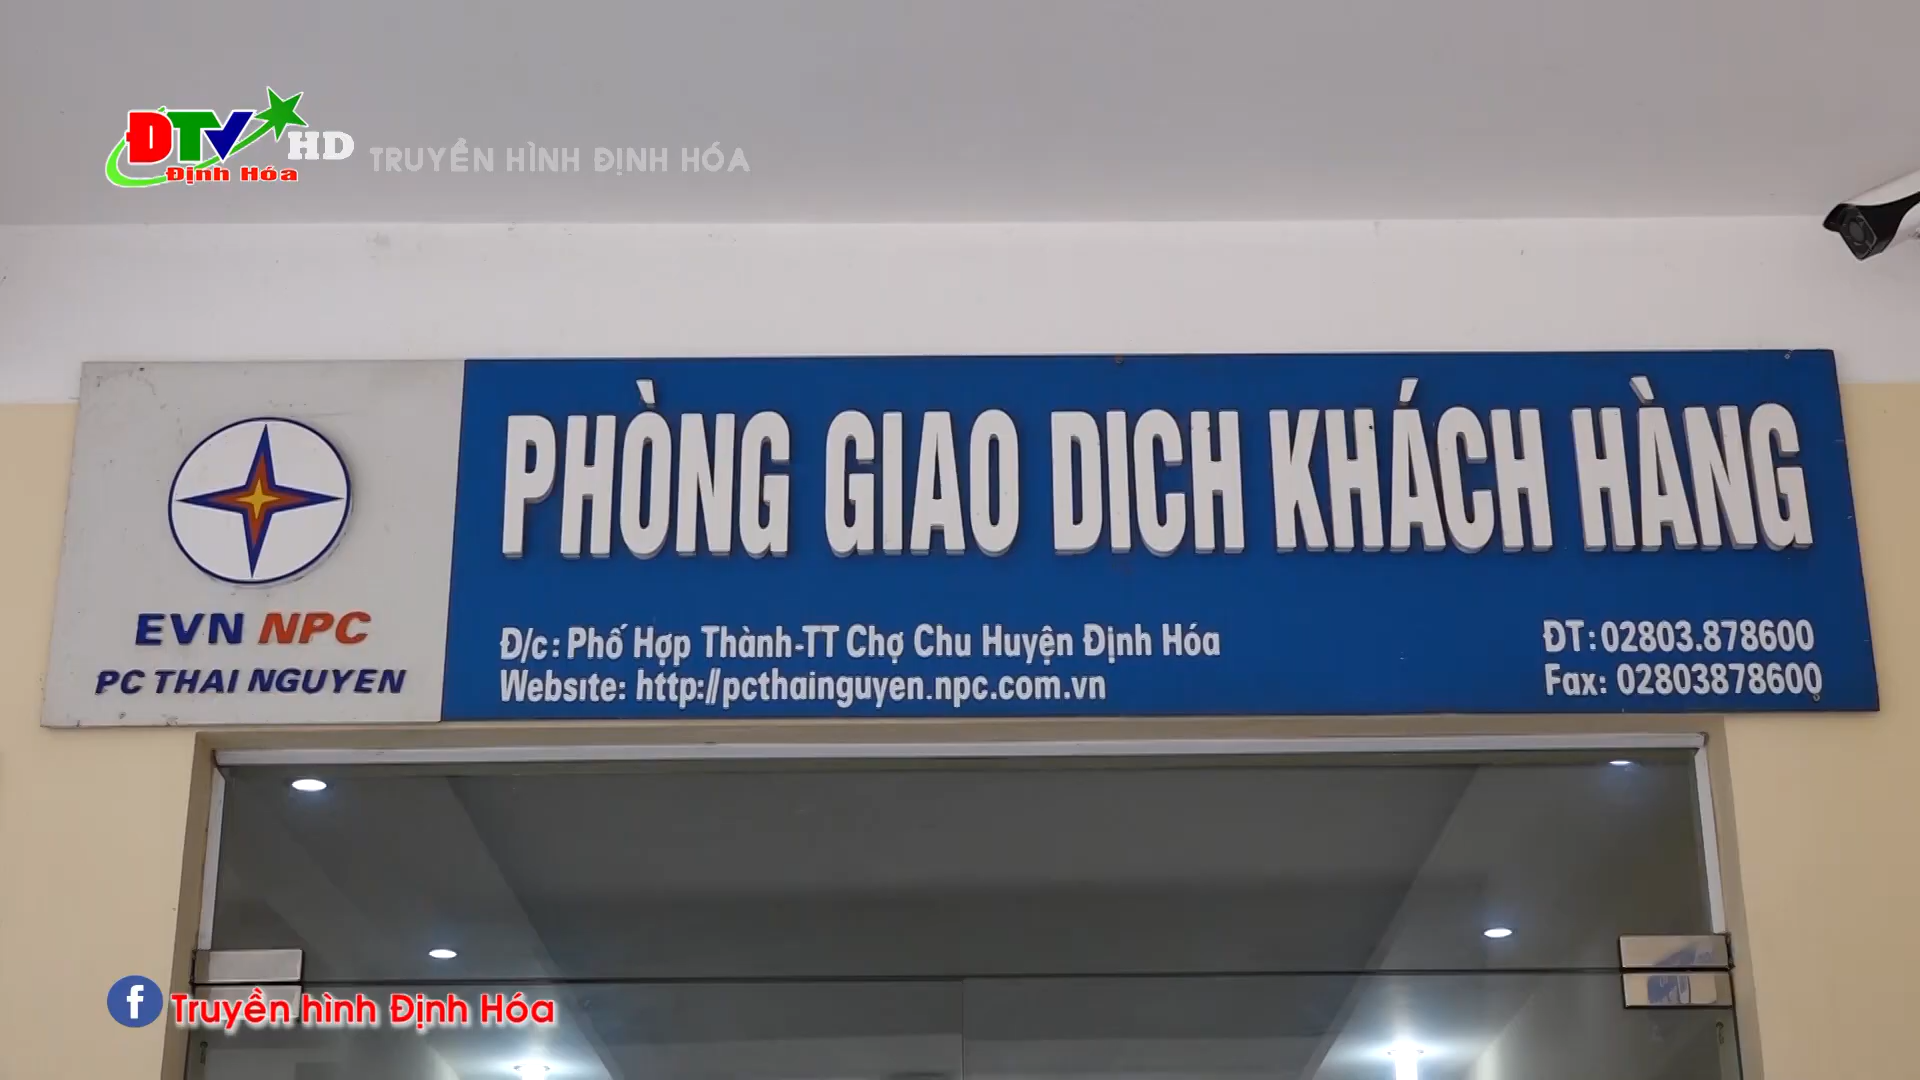 ĐTV HD
Định Hóa
TRUYỀN HÌNH ĐỊNH HÓA
PHÒNG GIAO DICH KHÁCH HÀNG
EVN NPC
PC THAI NGUYEN
Đ/c: Phố Hợp Thành-TT Chợ Chu Huyện Định Hóa
Websıte: http://pcthainguyen.npc.com.vn
ĐT: 02803.878600
Fax: 02803878600
f Truyền hình Định Hóa